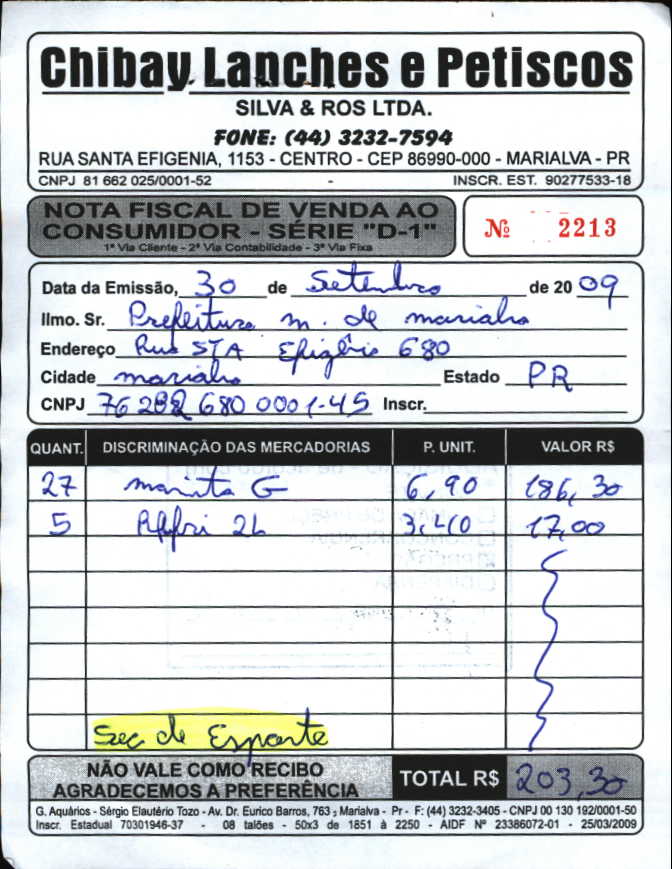 Chibay Lanches e Petiscos
SILVA & ROS LTDA.
FONE: (44) 3232-7594
RUA SANTA EFIGENIA, 1153 - CENTRO - CEP 86990-000 - MARIALVA - PR
CNPJ 81 662 025/0001-52 - INSCR. EST. 90277533-18
NOTA FISCAL DE VENDA AO
CONSUMIDOR - SÉRIE "D-1"
1ª Via Cliente - 2ª Via Contabilidade - 3ª Via Fixa
Nº 2213
Data da Emissão, 30 de Setembro de 2009
Ilmo. Sr. Prefeitura m. de marialva
Endereço Rua STA Efigênia 680
Cidade marialva Estado PR
CNPJ 76 282 680 0001-45 Inscr.
QUANT. DISCRIMINAÇÃO DAS MERCADORIAS P. UNIT. VALOR R$
27 marmita G 6,90 186,30
5 Refri 2L 3,40 17,00
Sec de Esporte
NÃO VALE COMO RECIBO
AGRADECEMOS A PREFERÊNCIA
TOTAL R$ 203,30
G. Aquários - Sérgio Elautério Tozo - Av. Dr. Eurico Barros, 763 - Marialva - Pr - F: (44) 3232-3405 - CNPJ 00 130 192/0001-50
Inscr. Estadual 70301946-37 - 08 talões - 50x3 de 1851 à 2250 - AIDF Nº 23386072-01 - 25/03/2009